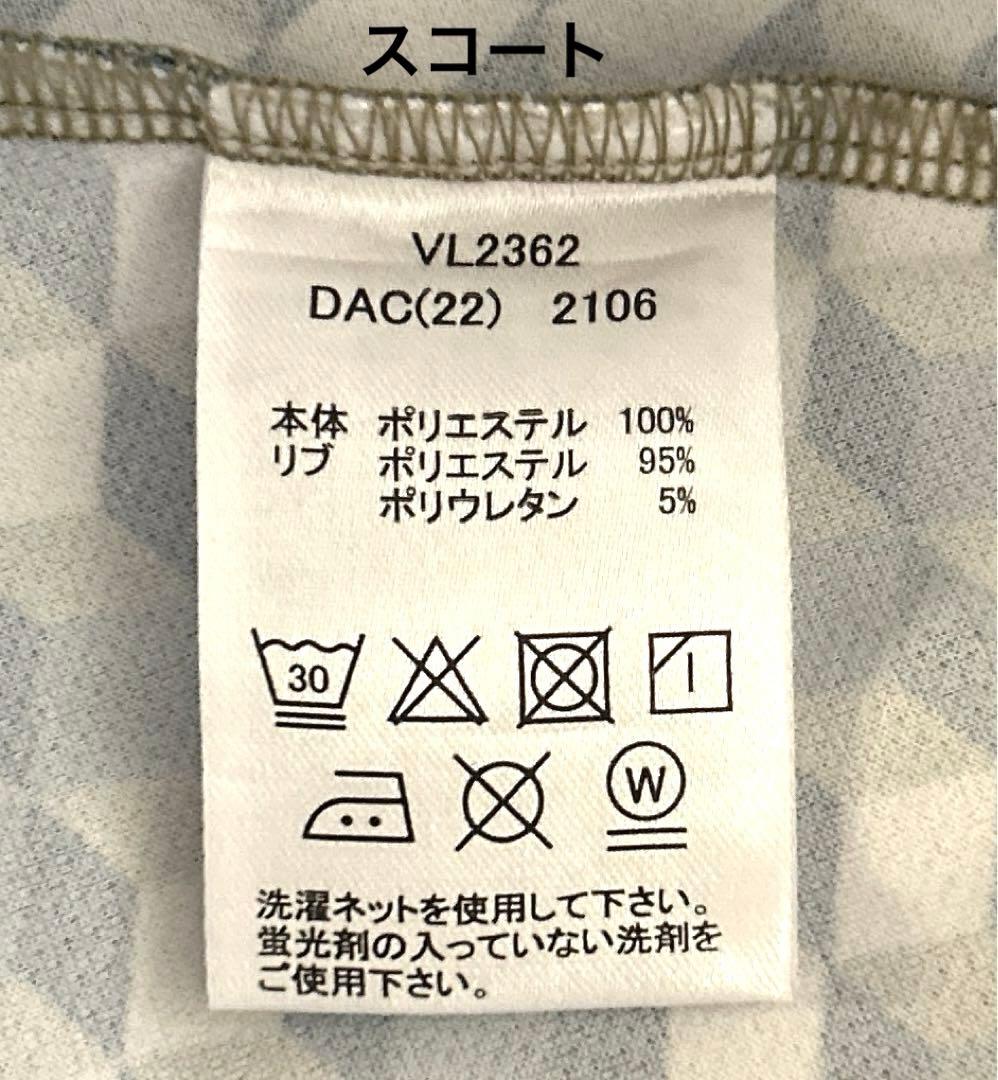 スコート
VL2362
DAC(22) 2106
本体 ポリエステル 100%
リブ ポリエステル 95%
ポリウレタン 5%
30
W
洗濯ネットを使用して下さい。
蛍光剤の入っていない洗剤を
ご使用下さい。